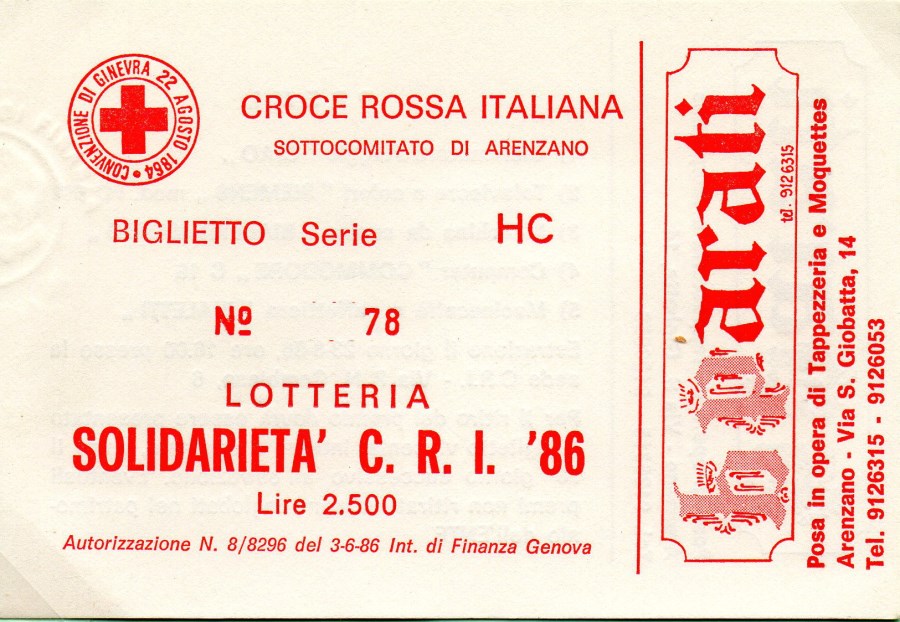 CONVENZIONE DI GINEVRA 22 AGOSTO 1864
CROCE ROSSA ITALIANA
SOTTOCOMITATO DI ARENZANO
BIGLIETTO Serie HC
Nº 78
LOTTERIA
SOLIDARIETA' C. R. I. '86
Lire 2.500
Autorizzazione N. 8/8296 del 3-6-86 Int. di Finanza Genova
P Parati
tel. 9126315
Posa in opera di Tappezzeria e Moquettes
Arenzano - Via S. Giobatta, 14
Tel. 9126315 - 9126053